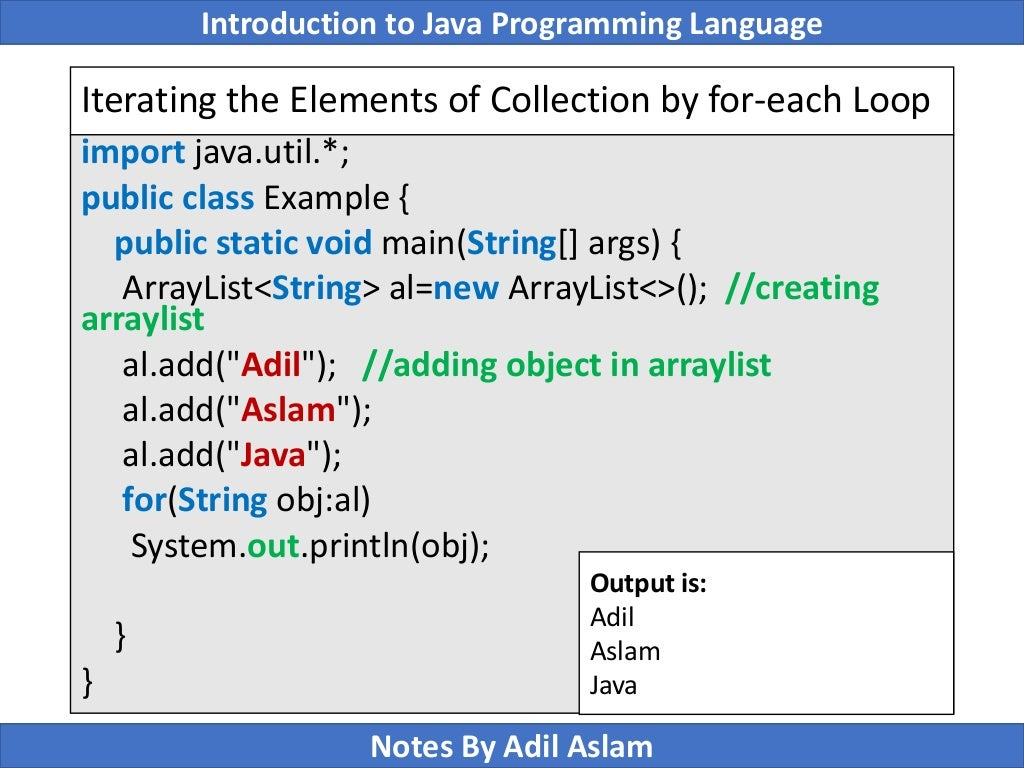 Introduction to Java Programming Language
Iterating the Elements of Collection by for-each Loop
import java.util.*;
public class Example {
public static void main(String[] args) {
ArrayList<String> al=new ArrayList<>(); //creating
arraylist
al.add("Adil"); //adding object in arraylist
al.add("Aslam");
al.add("Java");
for(String obj:al)
System.out.println(obj);
}
}
Output is:
Adil
Aslam
Java
Notes By Adil Aslam